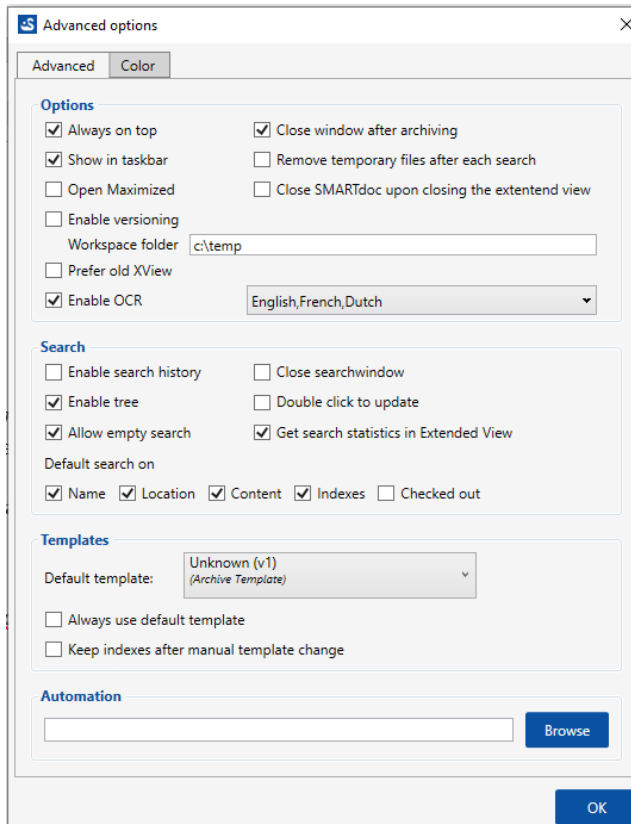 Advanced options
Advanced Color
Options
Always on top Close window after archiving
Show in taskbar Remove temporary files after each search
Open Maximized Close SMARTdoc upon closing the extentend view
Enable versioning
Workspace folder c:\temp
Prefer old XView
Enable OCR English,French,Dutch
Search
Enable search history Close searchwindow
Enable tree Double click to update
Allow empty search Get search statistics in Extended View
Default search on
Name Location Content Indexes Checked out
Templates
Default template: Unknown (v1)
(Archive Template)
Always use default template
Keep indexes after manual template change
Automation
Browse
OK